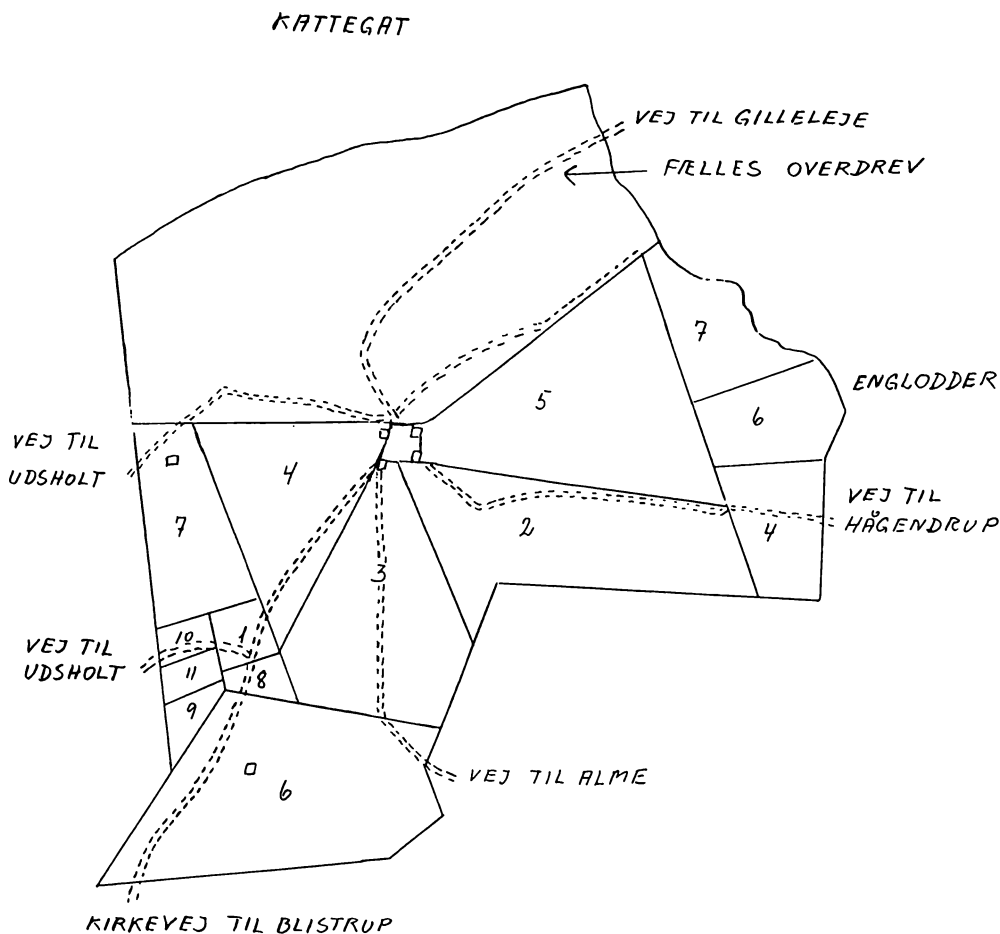 KATTEGAT
VEJ TIL GILLELEJE
FÆLLES OVERDREV
7
ENGLODDER
5
6
VEJ TIL
UDSHOLT
4
7
2
VEJ TIL
HÅGENDRUP
4
3
10
1
VEJ TIL
UDSHOLT
11
8
9
6
VEJ TIL ALME
KIRKEVEJ TIL BLISTRUP